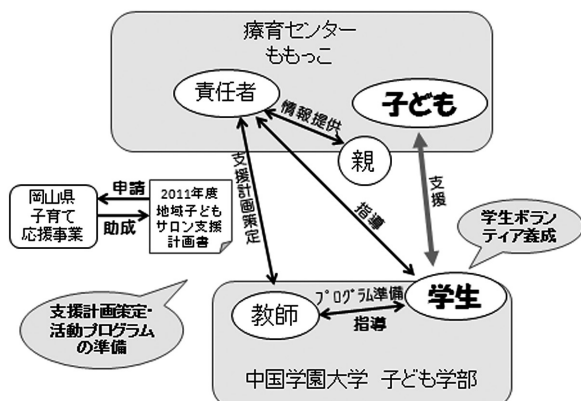 療育センター
ももっこ
責任者
子ども
情報提供
親
支援計画策定
指導
支援
岡山県
子育て
応援事業
申請
助成
2011年度
地域子ども
サロン支援
計画書
学生ボラン
ティア養成
支援計画策定・
活動プログラム
の準備
教師
プログラム準備
指導
学生
中国学園大学 子ども学部